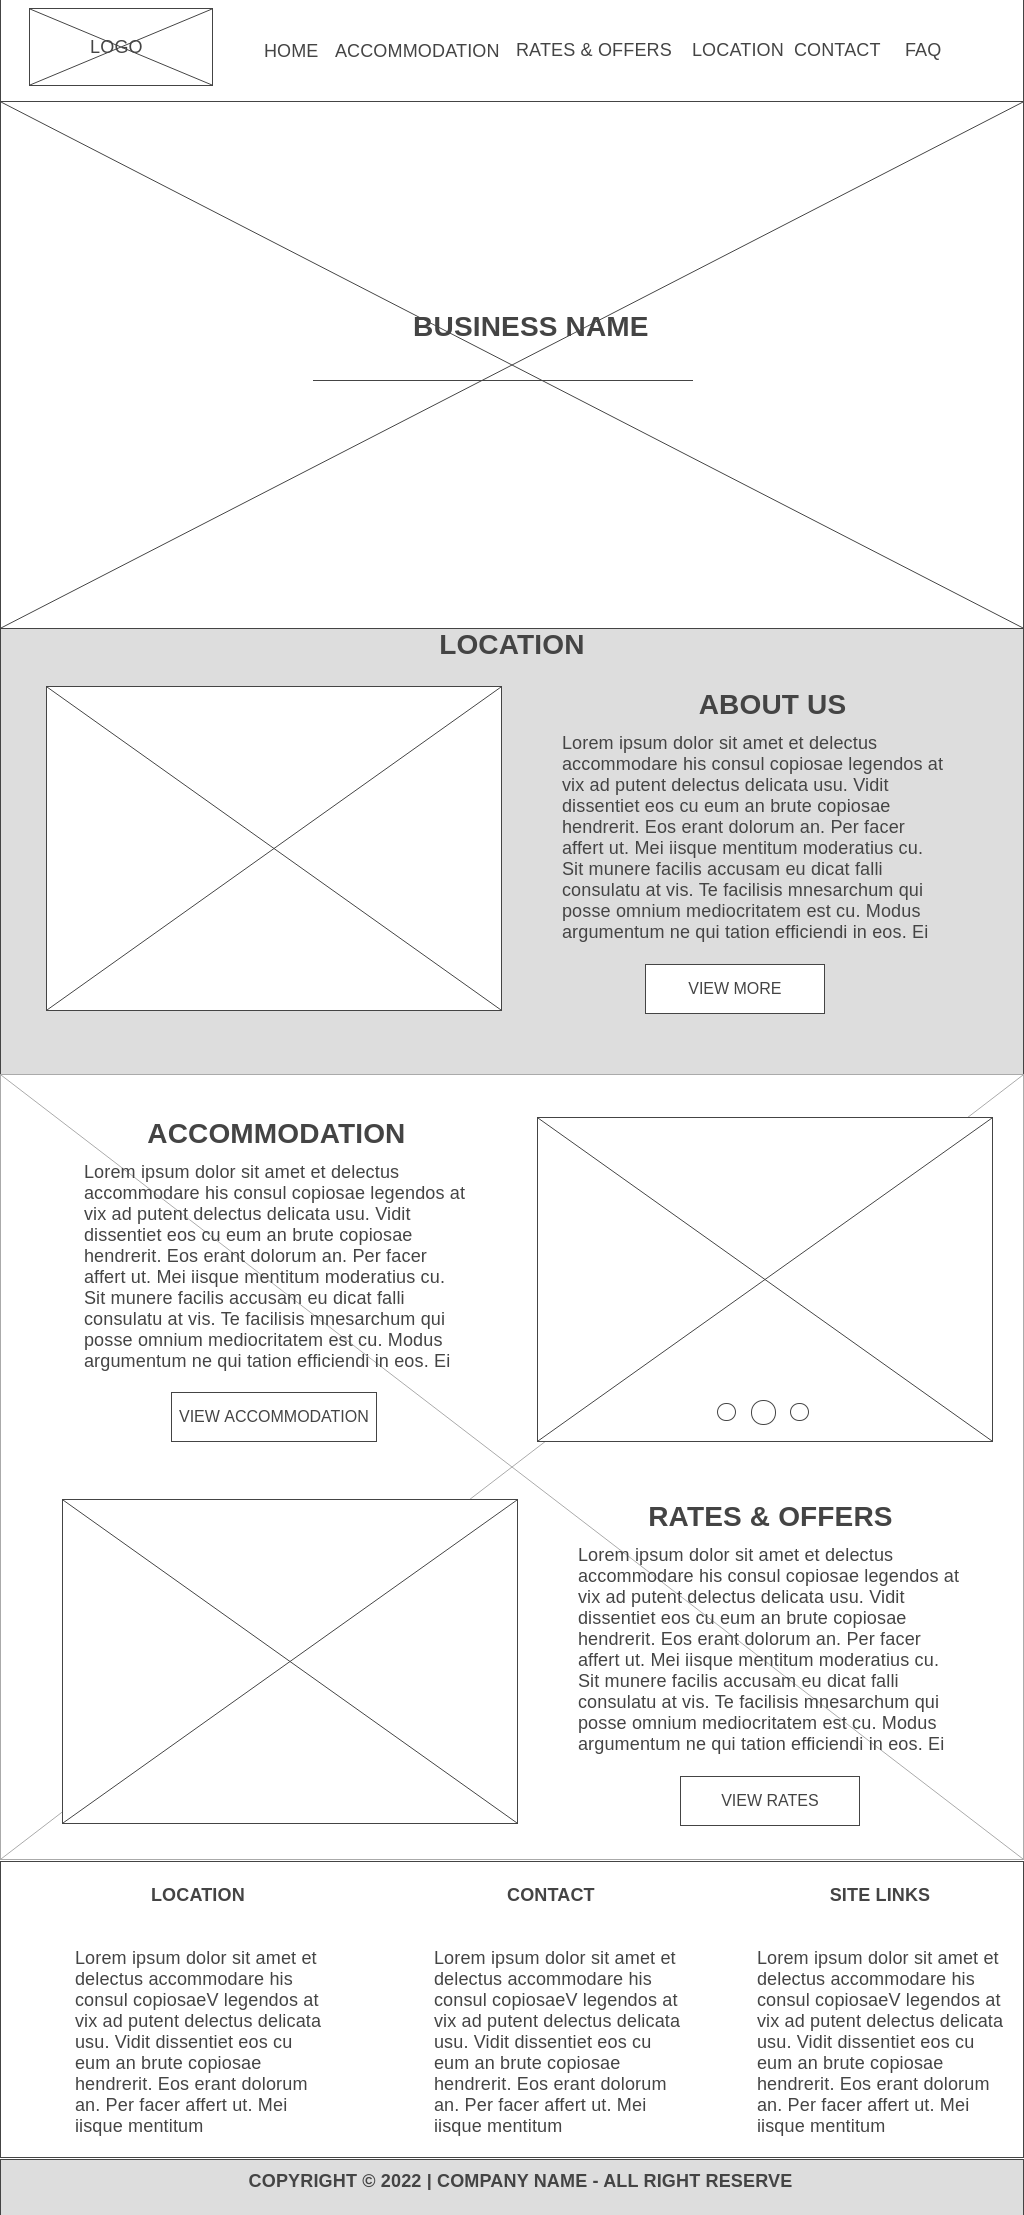 LOGO
HOME ACCOMMODATION RATES & OFFERS LOCATION CONTACT FAQ
BUSINESS NAME
LOCATION
ABOUT US
Lorem ipsum dolor sit amet et delectus
accommodare his consul copiosae legendos at
vix ad putent delectus delicata usu. Vidit
dissentiet eos cu eum an brute copiosae
hendrerit. Eos erant dolorum an. Per facer
affert ut. Mei iisque mentitum moderatius cu.
Sit munere facilis accusam eu dicat falli
consulatu at vis. Te facilisis mnesarchum qui
posse omnium mediocritatem est cu. Modus
argumentum ne qui tation efficiendi in eos. Ei
VIEW MORE
ACCOMMODATION
Lorem ipsum dolor sit amet et delectus
accommodare his consul copiosae legendos at
vix ad putent delectus delicata usu. Vidit
dissentiet eos cu eum an brute copiosae
hendrerit. Eos erant dolorum an. Per facer
affert ut. Mei iisque mentitum moderatius cu.
Sit munere facilis accusam eu dicat falli
consulatu at vis. Te facilisis mnesarchum qui
posse omnium mediocritatem est cu. Modus
argumentum ne qui tation efficiendi in eos. Ei
VIEW ACCOMMODATION
RATES & OFFERS
Lorem ipsum dolor sit amet et delectus
accommodare his consul copiosae legendos at
vix ad putent delectus delicata usu. Vidit
dissentiet eos cu eum an brute copiosae
hendrerit. Eos erant dolorum an. Per facer
affert ut. Mei iisque mentitum moderatius cu.
Sit munere facilis accusam eu dicat falli
consulatu at vis. Te facilisis mnesarchum qui
posse omnium mediocritatem est cu. Modus
argumentum ne qui tation efficiendi in eos. Ei
VIEW RATES
LOCATION
Lorem ipsum dolor sit amet et
delectus accommodare his
consul copiosaeV legendos at
vix ad putent delectus delicata
usu. Vidit dissentiet eos cu
eum an brute copiosae
hendrerit. Eos erant dolorum
an. Per facer affert ut. Mei
iisque mentitum
CONTACT
Lorem ipsum dolor sit amet et
delectus accommodare his
consul copiosaeV legendos at
vix ad putent delectus delicata
usu. Vidit dissentiet eos cu
eum an brute copiosae
hendrerit. Eos erant dolorum
an. Per facer affert ut. Mei
iisque mentitum
SITE LINKS
Lorem ipsum dolor sit amet et
delectus accommodare his
consul copiosaeV legendos at
vix ad putent delectus delicata
usu. Vidit dissentiet eos cu
eum an brute copiosae
hendrerit. Eos erant dolorum
an. Per facer affert ut. Mei
iisque mentitum
COPYRIGHT © 2022 | COMPANY NAME - ALL RIGHT RESERVE